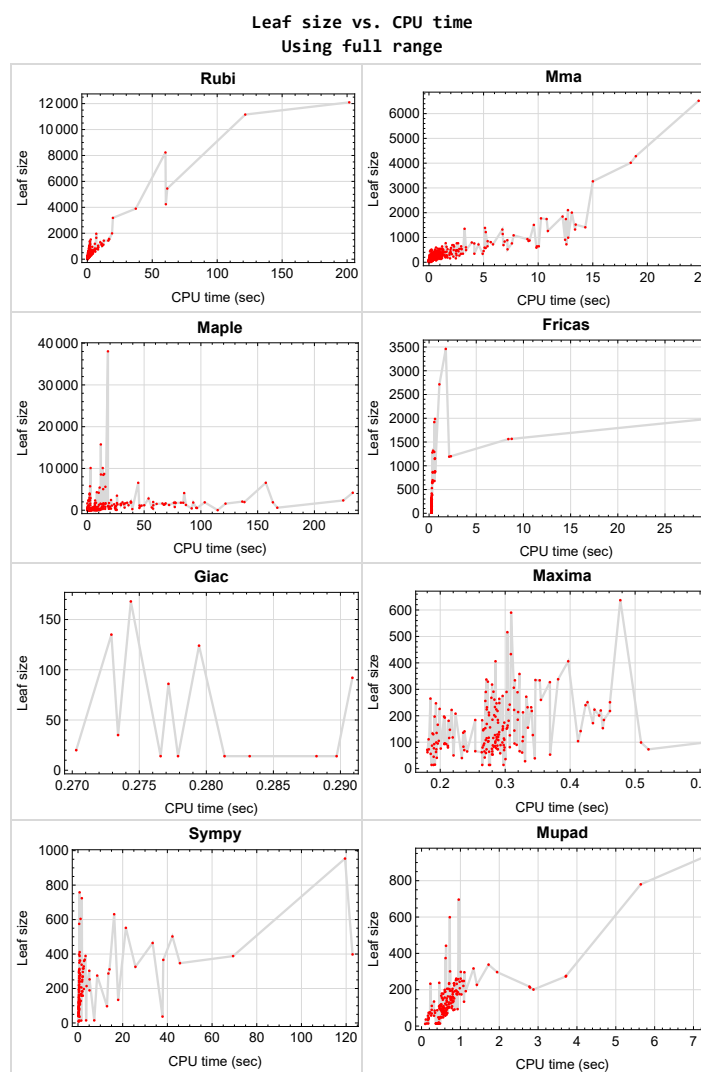 Leaf size vs. CPU time
Using full range
Rubi
Leaf size
12 000
10 000
8000
6000
4000
2000
0
0 50 100 150 200
CPU time (sec)
Mma
Leaf size
6000
5000
4000
3000
2000
1000
0
0 5 10 15 20 2
CPU time (sec)
Maple
Leaf size
40 000
30 000
20 000
10 000
0
0 50 100 150 200
CPU time (sec)
Fricas
Leaf size
3500
3000
2500
2000
1500
1000
500
0
0 5 10 15 20 25
CPU time (sec)
Giac
Leaf size
150
100
50
0
0.270 0.275 0.280 0.285 0.290
CPU time (sec)
Maxima
Leaf size
600
500
400
300
200
100
0
0.2 0.3 0.4 0.5 0.
CPU time (sec)
Sympy
Leaf size
1000
800
600
400
200
0
0 20 40 60 80 100 120
CPU time (sec)
Mupad
Leaf size
800
600
400
200
0
0 1 2 3 4 5 6 7
CPU time (sec)